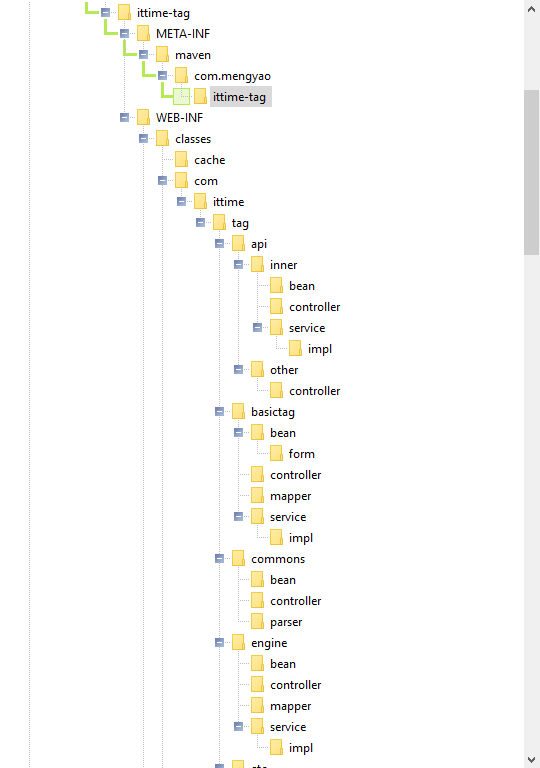 ittime-tag
META-INF
maven
com.mengyao
ittime-tag
WEB-INF
classes
cache
com
ittime
tag
api
inner
bean
controller
service
impl
other
controller
basictag
bean
form
controller
mapper
service
impl
commons
bean
controller
parser
engine
bean
controller
mapper
service
impl